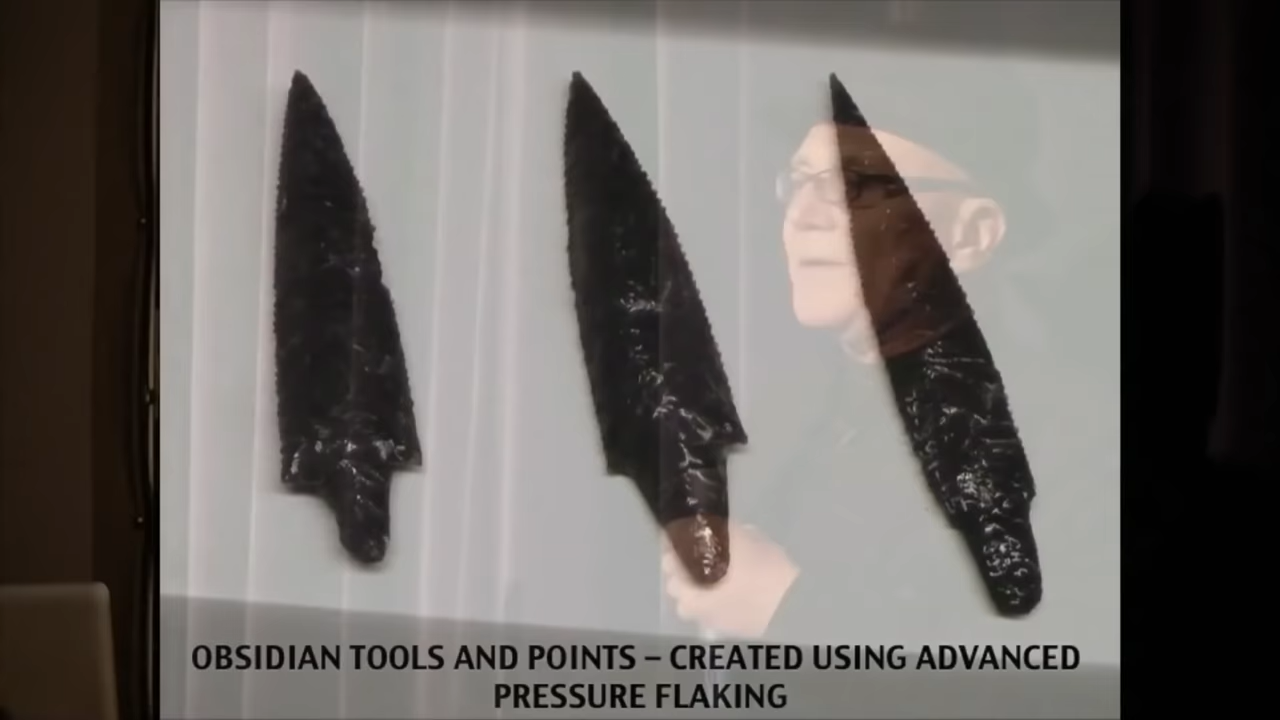 OBSIDIAN TOOLS AND POINTS – CREATED USING ADVANCED
PRESSURE FLAKING